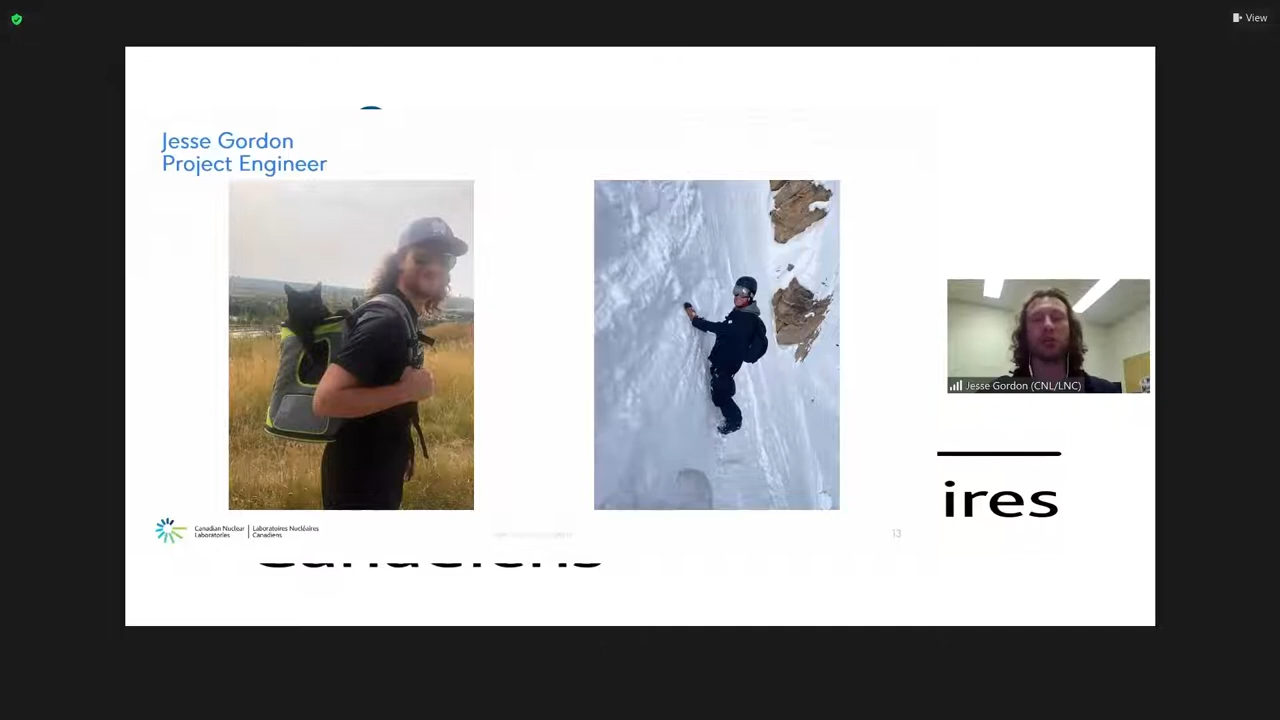 View
Jesse Gordon
Project Engineer
Jesse Gordon (CNL/LNC)
ires
Canadian Nuclear
Laboratories
Laboratoires Nucléaires
Canadiens
13